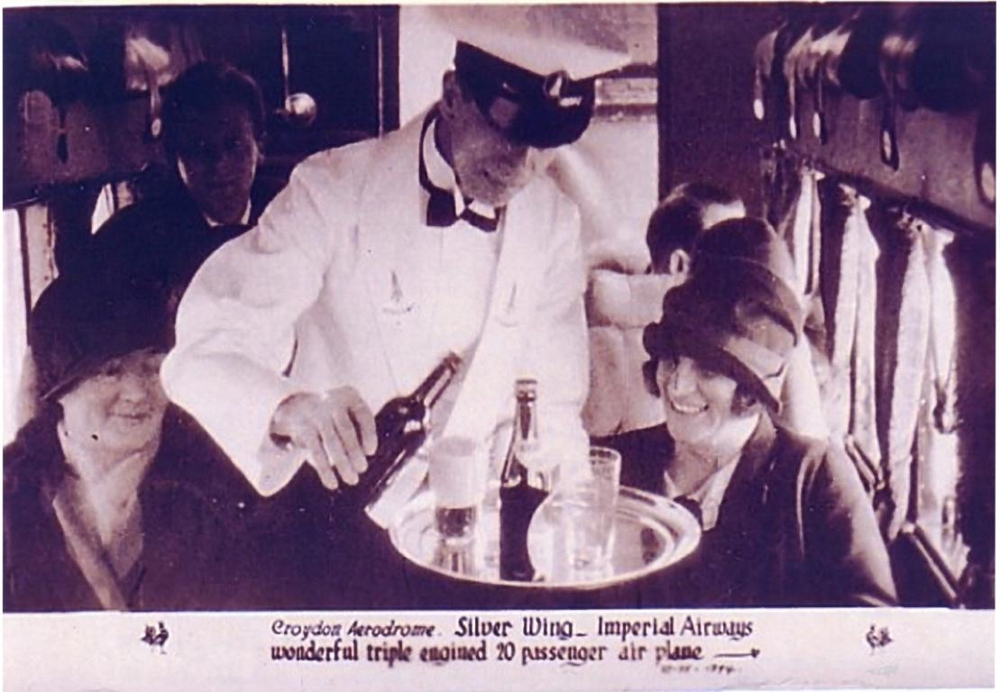 Croydon Aerodrome. Silver Wing_ Imperial Airways
wonderful triple engined 20 passenger air plane